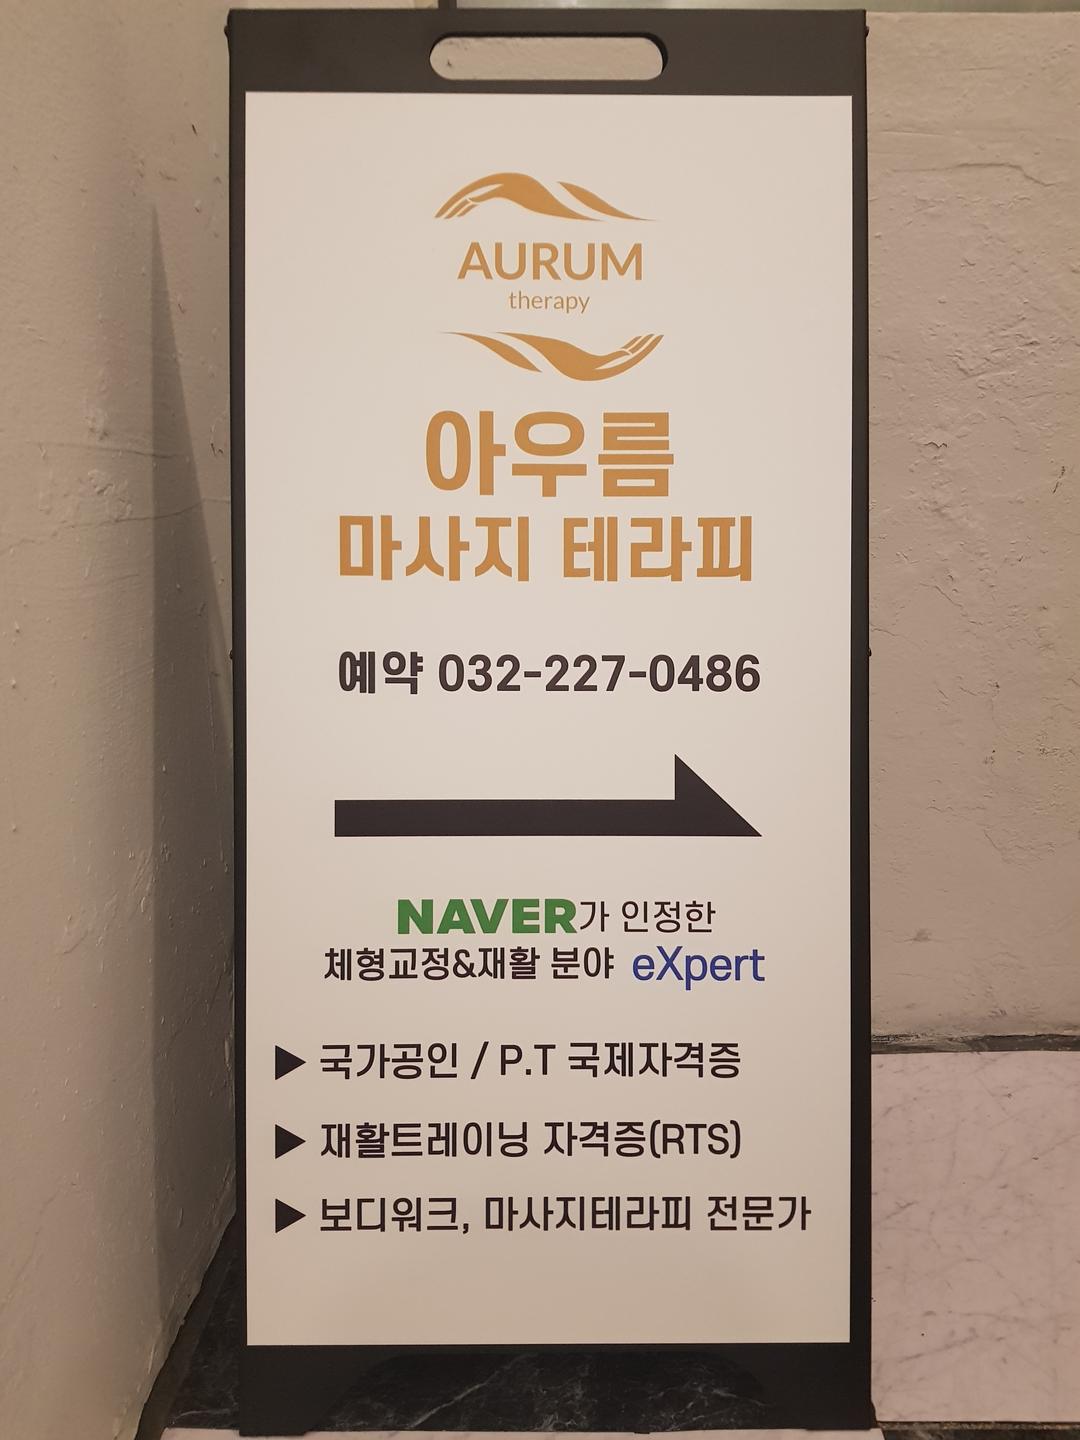 AURUM
therapy
아우름
마사지 테라피
예약 032-227-0486
NAVER가 인정한
체형교정&재활 분야 eXpert
▶ 국가공인 / P.T 국제자격증
▶ 재활트레이닝 자격증(RTS)
▶ 보디워크, 마사지테라피 전문가